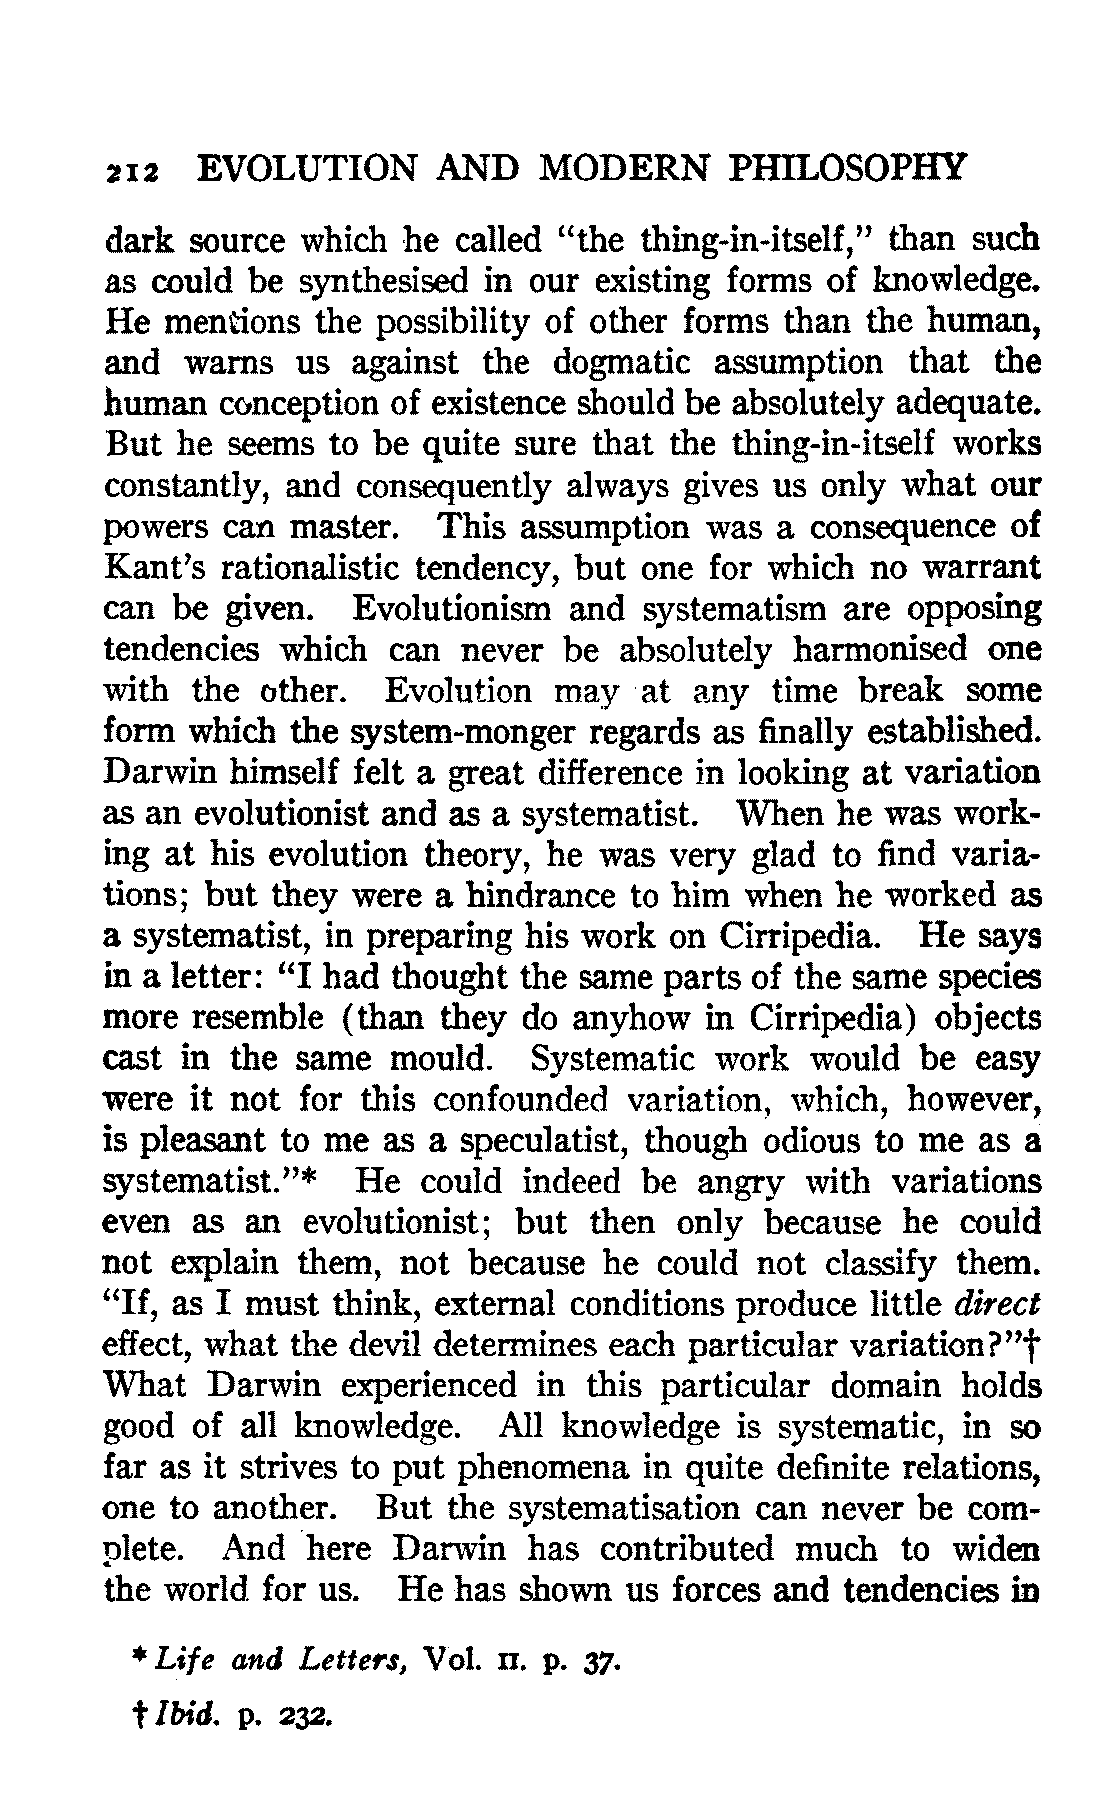 212 EVOLUTION AND MODERN PHILOSOPHY
dark source which he called “the thing-in-itself,” than such
as could be synthesised in our existing forms of knowledge.
He mentions the possibility of other forms than the human,
and warns us against the dogmatic assumption that the
human conception of existence should be absolutely adequate.
But he seems to be quite sure that the thing-in-itself works
constantly, and consequently always gives us only what our
powers can master. This assumption was a consequence of
Kant’s rationalistic tendency, but one for which no warrant
can be given. Evolutionism and systematism are opposing
tendencies which can never be absolutely harmonised one
with the other. Evolution may at any time break some
form which the system-monger regards as finally established.
Darwin himself felt a great difference in looking at variation
as an evolutionist and as a systematist. When he was work-
ing at his evolution theory, he was very glad to find varia-
tions; but they were a hindrance to him when he worked as
a systematist, in preparing his work on Cirripedia. He says
in a letter: “I had thought the same parts of the same species
more resemble (than they do anyhow in Cirripedia) objects
cast in the same mould. Systematic work would be easy
were it not for this confounded variation, which, however,
is pleasant to me as a speculatist, though odious to me as a
systematist.”* He could indeed be angry with variations
even as an evolutionist; but then only because he could
not explain them, not because he could not classify them.
“If, as I must think, external conditions produce little direct
effect, what the devil determines each particular variation?”†
What Darwin experienced in this particular domain holds
good of all knowledge. All knowledge is systematic, in so
far as it strives to put phenomena in quite definite relations,
one to another. But the systematisation can never be com-
plete. And here Darwin has contributed much to widen
the world for us. He has shown us forces and tendencies in
* Life and Letters, Vol. II. p. 37.
† Ibid. p. 232.